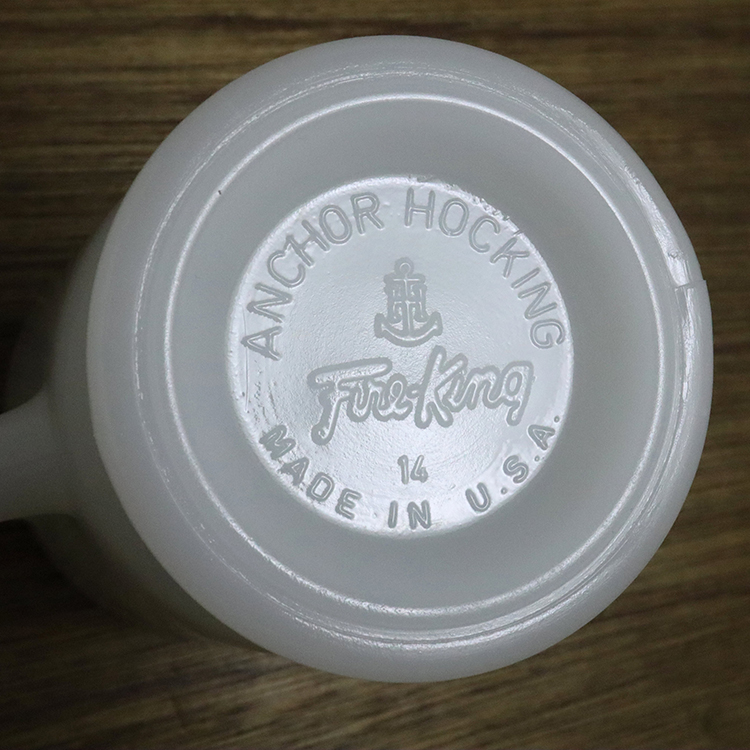 ANCHOR HOCKING
Fire-King
14
MADE IN U.S.A.